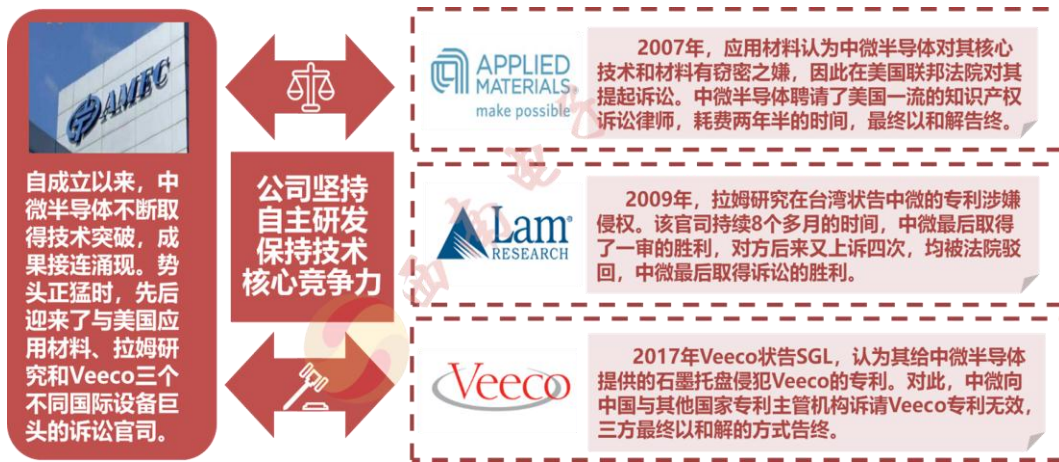 AMEC
自成立以来，中
微半导体不断取
得技术突破，成
果接连涌现。势
头正猛时，先后
迎来了与美国应
用材料、拉姆研
究和Veeco三个
不同国际设备巨
头的诉讼官司。
公司坚持
自主研发
保持技术
核心竞争力
APPLIED
MATERIALS
make possible
2007年，应用材料认为中微半导体对其核心
技术和材料有窃密之嫌，因此在美国联邦法院对其
提起诉讼。中微半导体聘请了美国一流的知识产权
诉讼律师，耗费两年半的时间，最终以和解告终。
Lam
RESEARCH
2009年，拉姆研究在台湾状告中微的专利涉嫌
侵权。该官司持续8个多月的时间，中微最后取得
了一审的胜利，对方后来又上诉四次，均被法院驳
回，中微最后取得诉讼的胜利。
Veeco
2017年Veeco状告SGL，认为其给中微半导体
提供的石墨托盘侵犯Veeco的专利。对此，中微向
中国与其他国家专利主管机构诉请Veeco专利无效，
三方最终以和解的方式告终。